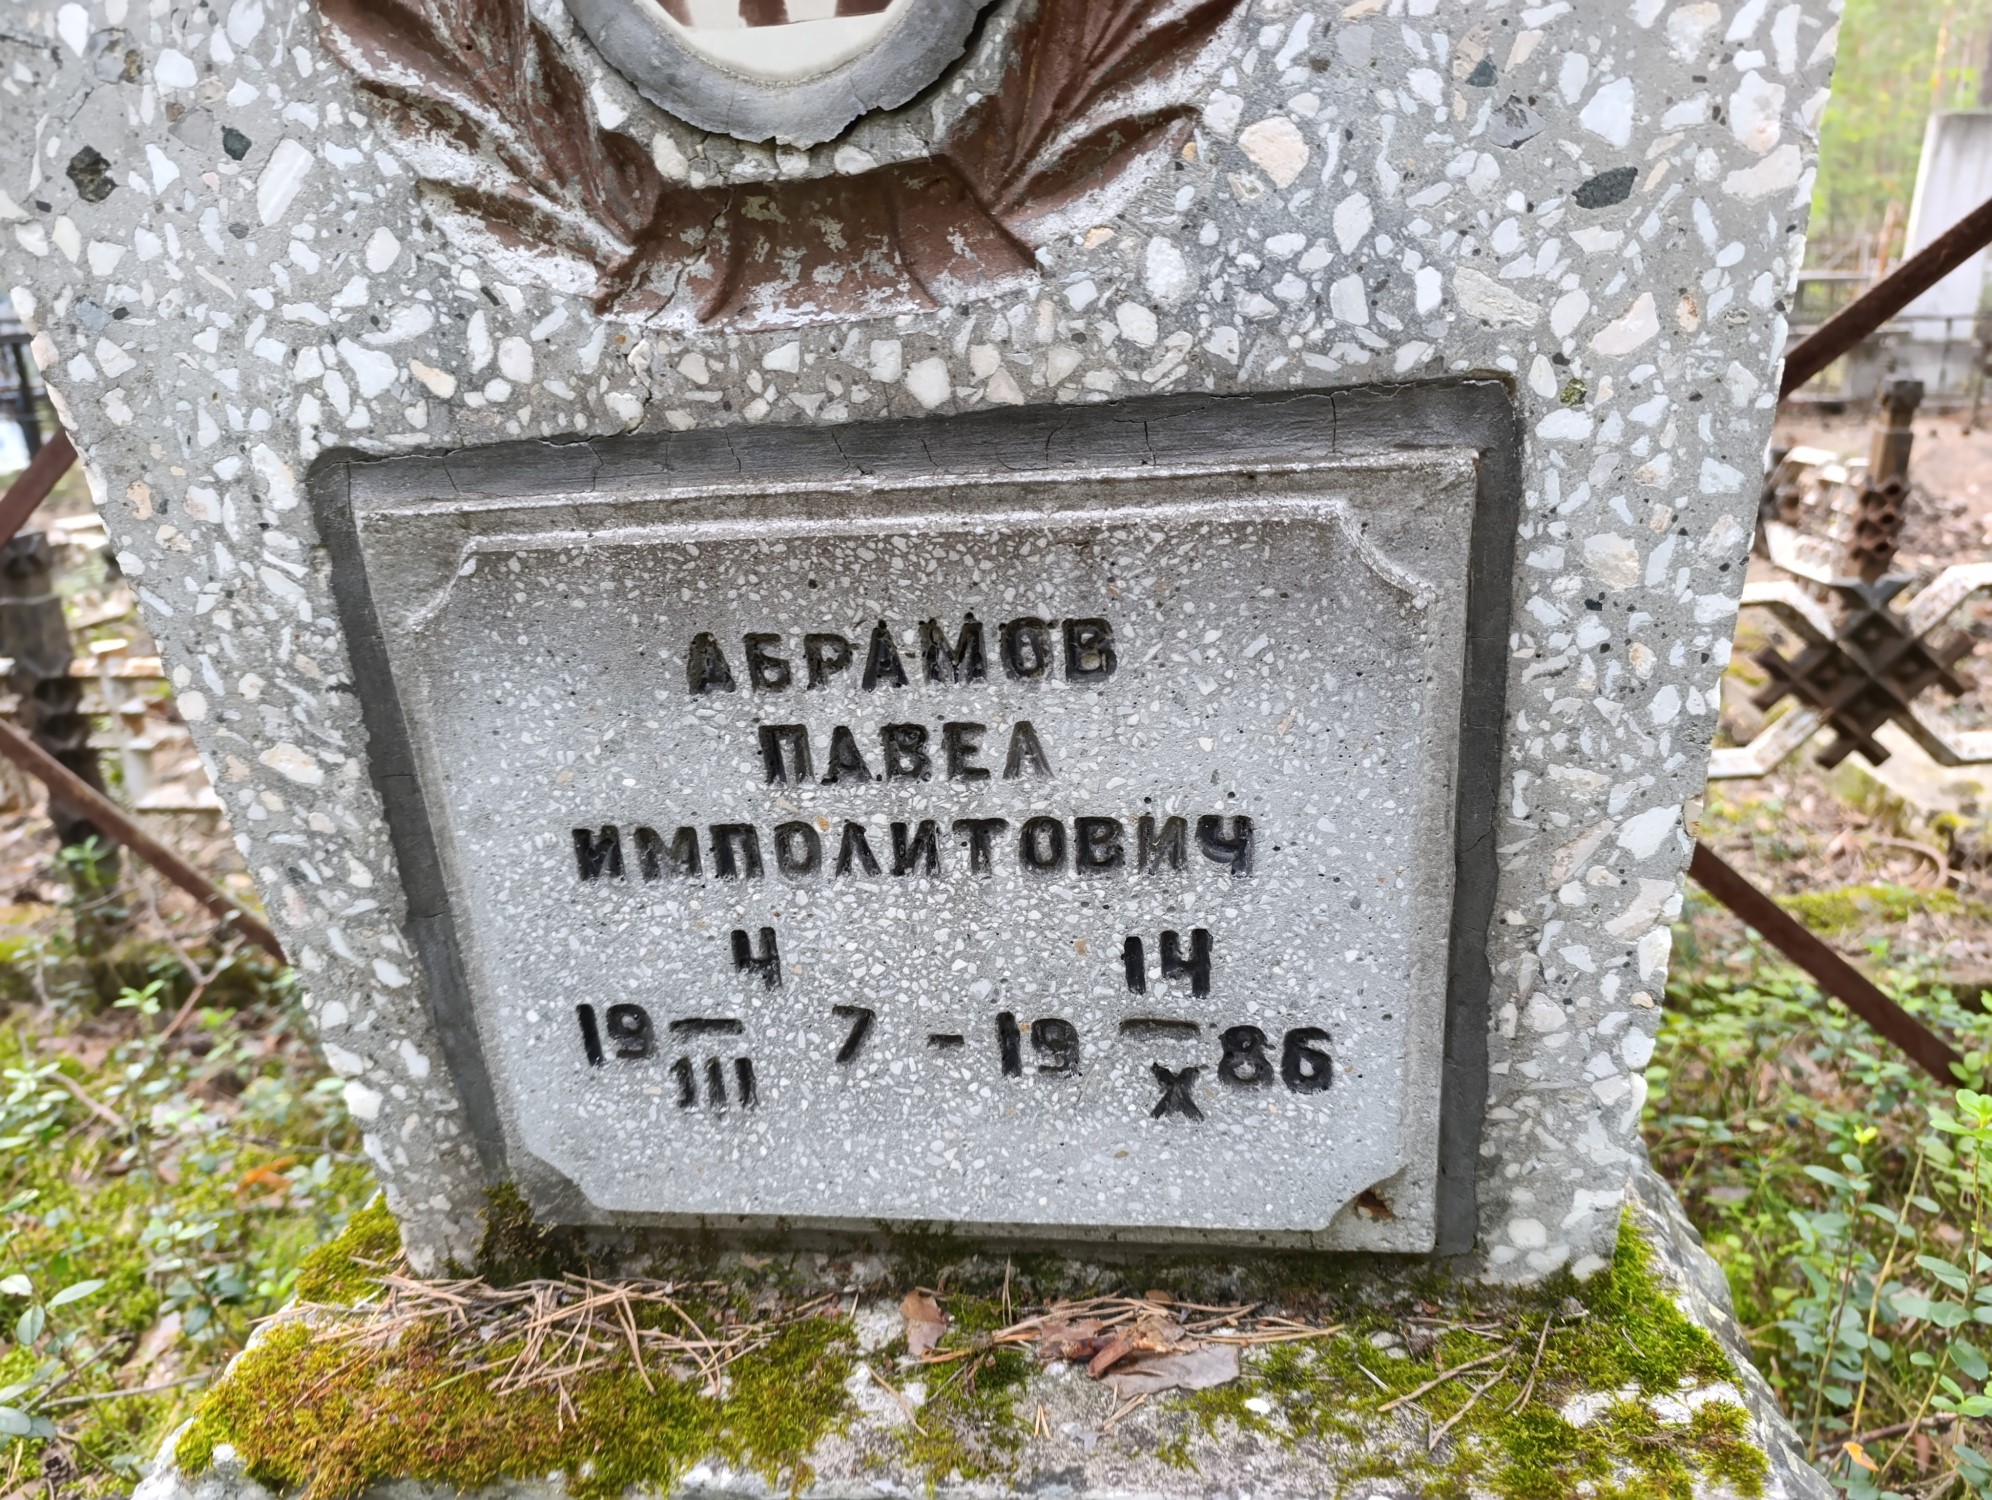 АБРАМОВ
ПАВЕЛ
ИМПОЛИТОВИЧ
4 14
19 — 7 - 19 — 86
III X